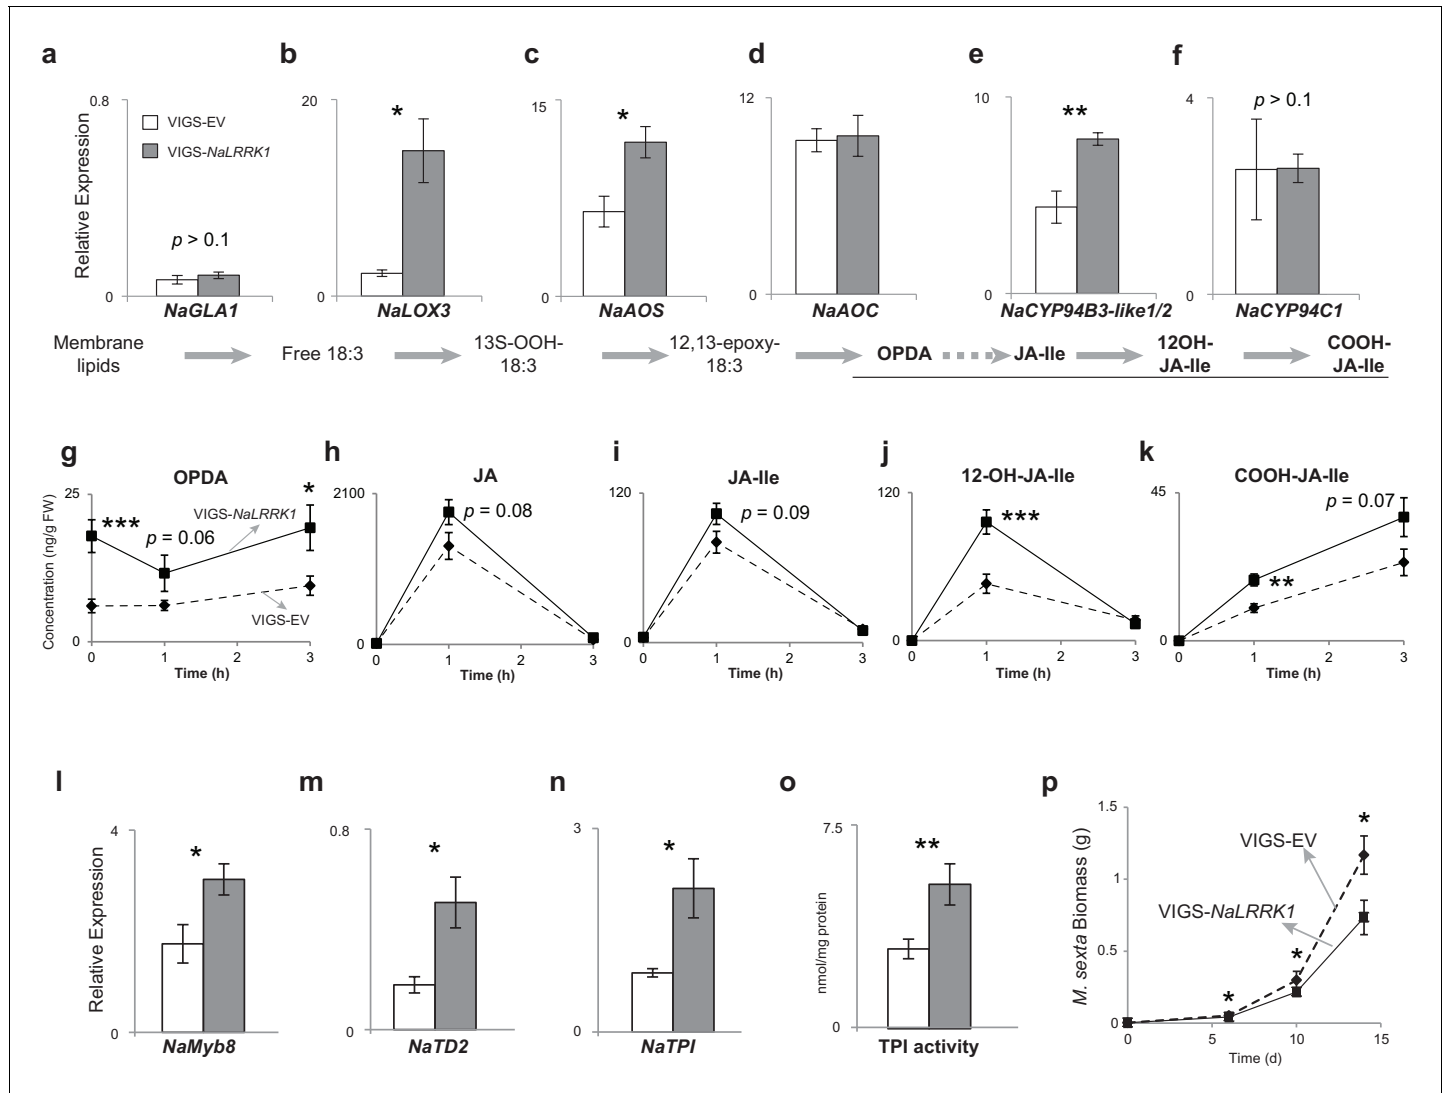 a b c d e f
0.8 20 15 12 10 4
VIGS-EV
VIGS-NaLRRK1
Relative Expression
p > 0.1
*
*
**
p > 0.1
0 0 0 0 0 0
NaGLA1 NaLOX3 NaAOS NaAOC NaCYP94B3-like1/2 NaCYP94C1
Membrane lipids Free 18:3 13S-OOH-18:3 12,13-epoxy-18:3 OPDA JA-Ile 12OH-JA-Ile COOH-JA-Ile
g h i j k
OPDA JA JA-Ile 12-OH-JA-Ile COOH-JA-Ile
Concentration (ng/g FW)
25 2100 120 120 45
*** p = 0.06 * VIGS-NaLRRK1 VIGS-EV
p = 0.08
p = 0.09
***
** p = 0.07
0 0 0 0 0
0 1 2 3 0 1 2 3 0 1 2 3 0 1 2 3 0 1 2 3
Time (h) Time (h) Time (h) Time (h) Time (h)
l m n o p
4 0.8 3 7.5 1.5
Relative Expression
* * * **
nmol/mg protein
M. sexta Biomass (g)
1
0.5
0
VIGS-EV
VIGS-NaLRRK1
* * *
0 0 0 0
0 5 10 15
NaMyb8 NaTD2 NaTPI TPI activity Time (d)